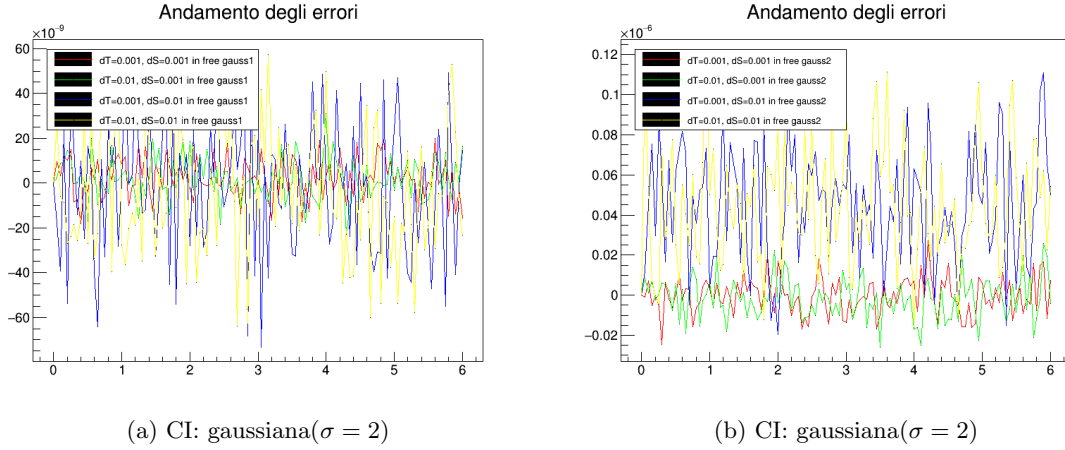 Andamento degli errori
×10⁻⁹
60
40
20
0
−20
−40
−60
dT=0.001, dS=0.001 in free gauss1
dT=0.01, dS=0.001 in free gauss1
dT=0.001, dS=0.01 in free gauss1
dT=0.01, dS=0.01 in free gauss1
0 1 2 3 4 5 6
(a) CI: gaussiana(σ = 2)
Andamento degli errori
×10⁻⁶
0.12
0.1
0.08
0.06
0.04
0.02
0
−0.02
dT=0.001, dS=0.001 in free gauss2
dT=0.01, dS=0.001 in free gauss2
dT=0.001, dS=0.01 in free gauss2
dT=0.01, dS=0.01 in free gauss2
0 1 2 3 4 5 6
(b) CI: gaussiana(σ = 2)